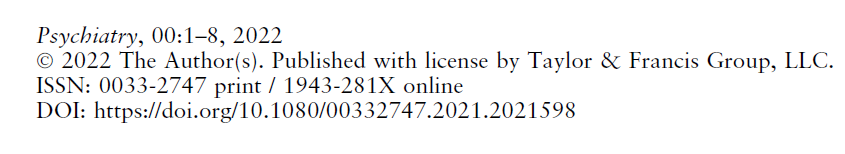 Psychiatry, 00:1–8, 2022
© 2022 The Author(s). Published with license by Taylor & Francis Group, LLC.
ISSN: 0033-2747 print / 1943-281X online
DOI: https://doi.org/10.1080/00332747.2021.2021598